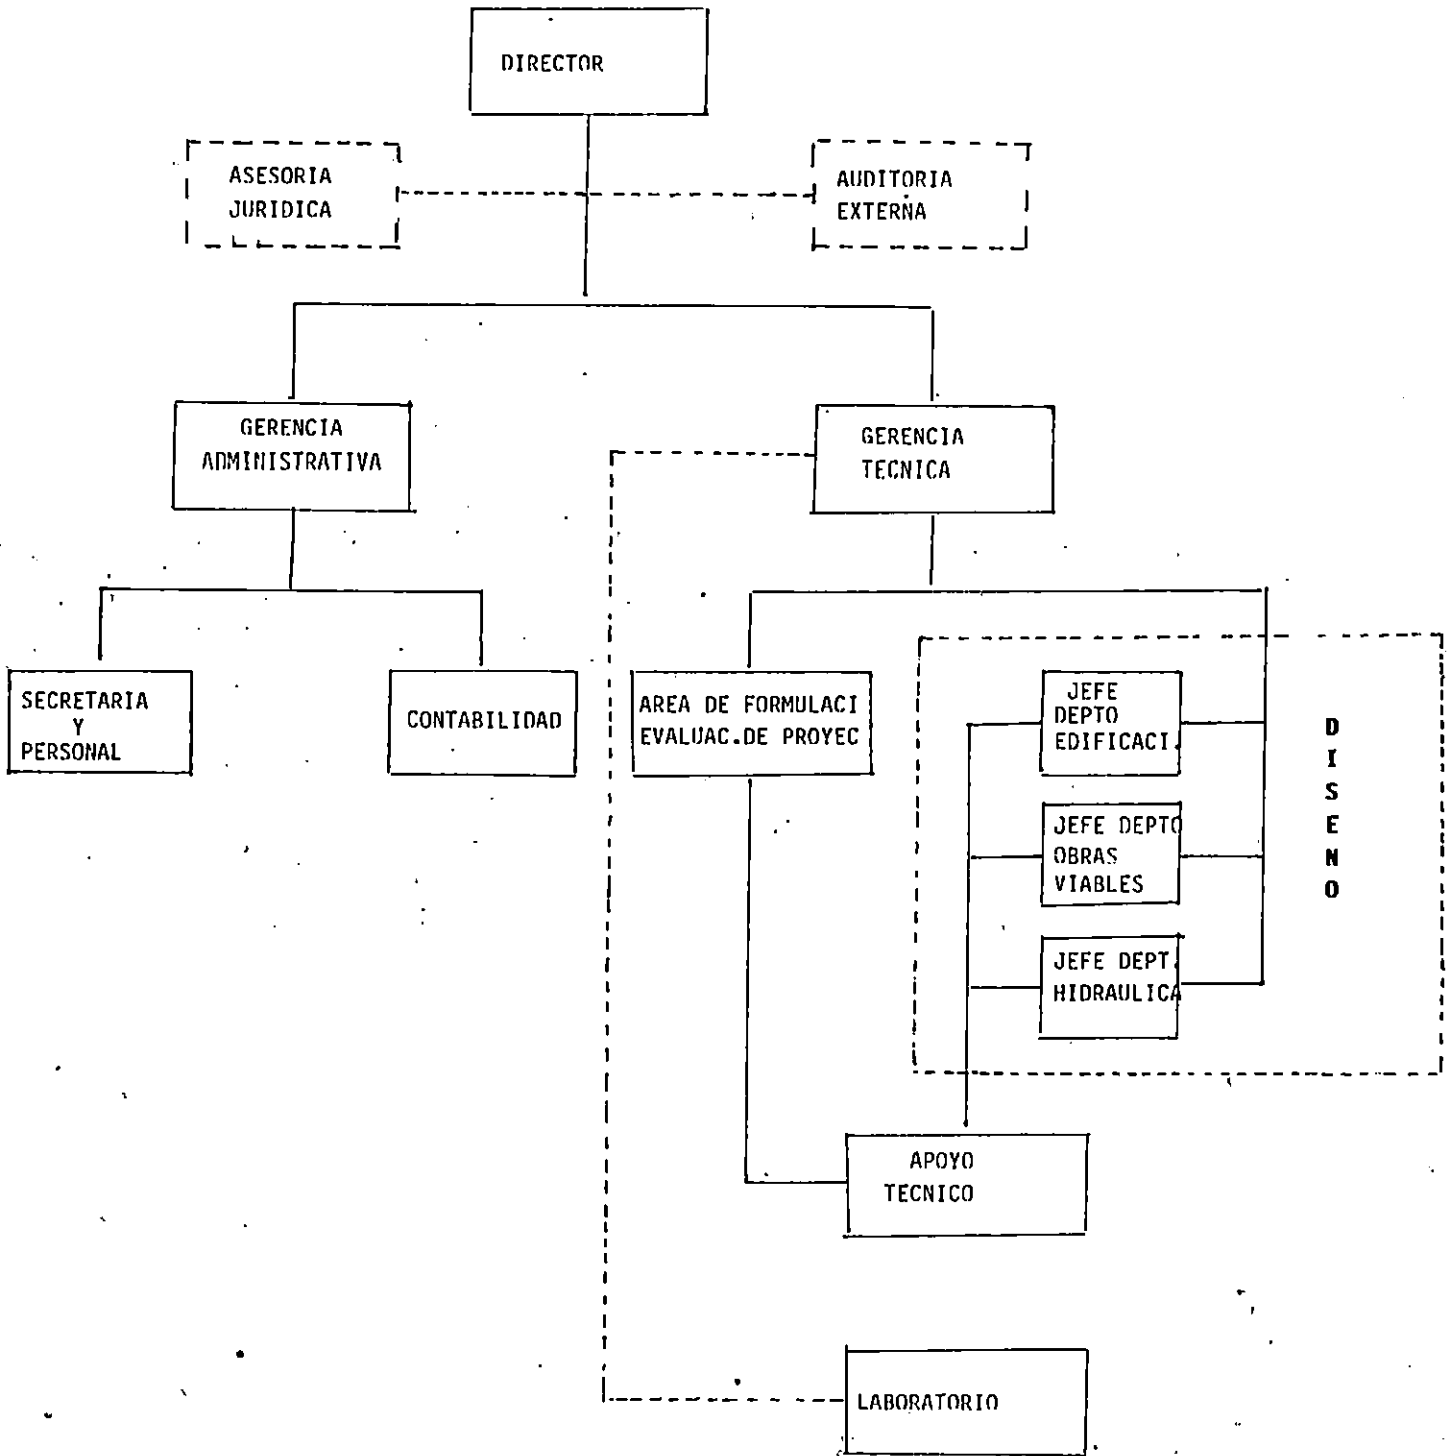 DIRECTOR
ASESORIA
JURIDICA
AUDITORIA
EXTERNA
GERENCIA
ADMINISTRATIVA
GERENCIA
TECNICA
SECRETARIA
Y
PERSONAL
CONTABILIDAD
AREA DE FORMULACI
EVALUAC.DE PROYEC
JEFE
DEPTO
EDIFICACI.
JEFE DEPTO
OBRAS
VIABLES
JEFE DEPT.
HIDRAULICA
D
I
S
E
N
O
APOYO
TECNICO
LABORATORIO